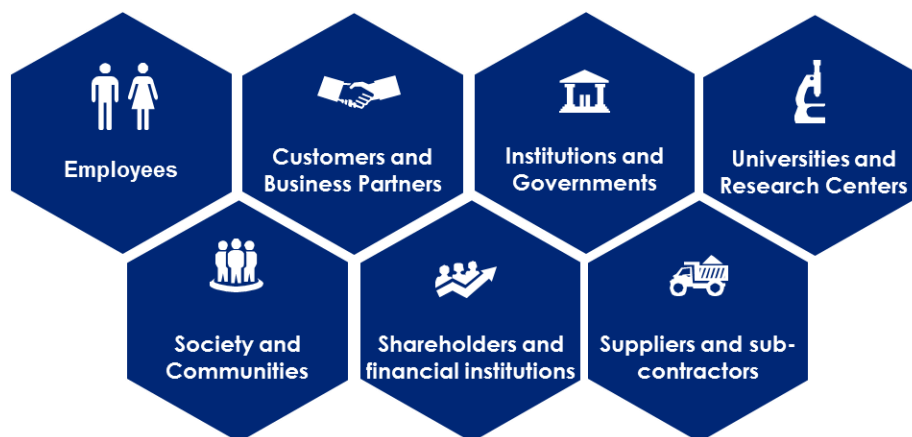 Employees
Customers and
Business Partners
Institutions and
Governments
Universities and
Research Centers
Society and
Communities
Shareholders and
financial institutions
Suppliers and sub-
contractors